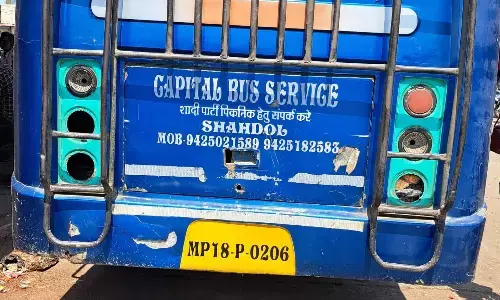 CAPITAL BUS SERVICE
शादी पार्टी पिकनिक हेतु संपर्क करे
SHAHDOL
MOB-9425021589 9425182583
MP18-P-0206